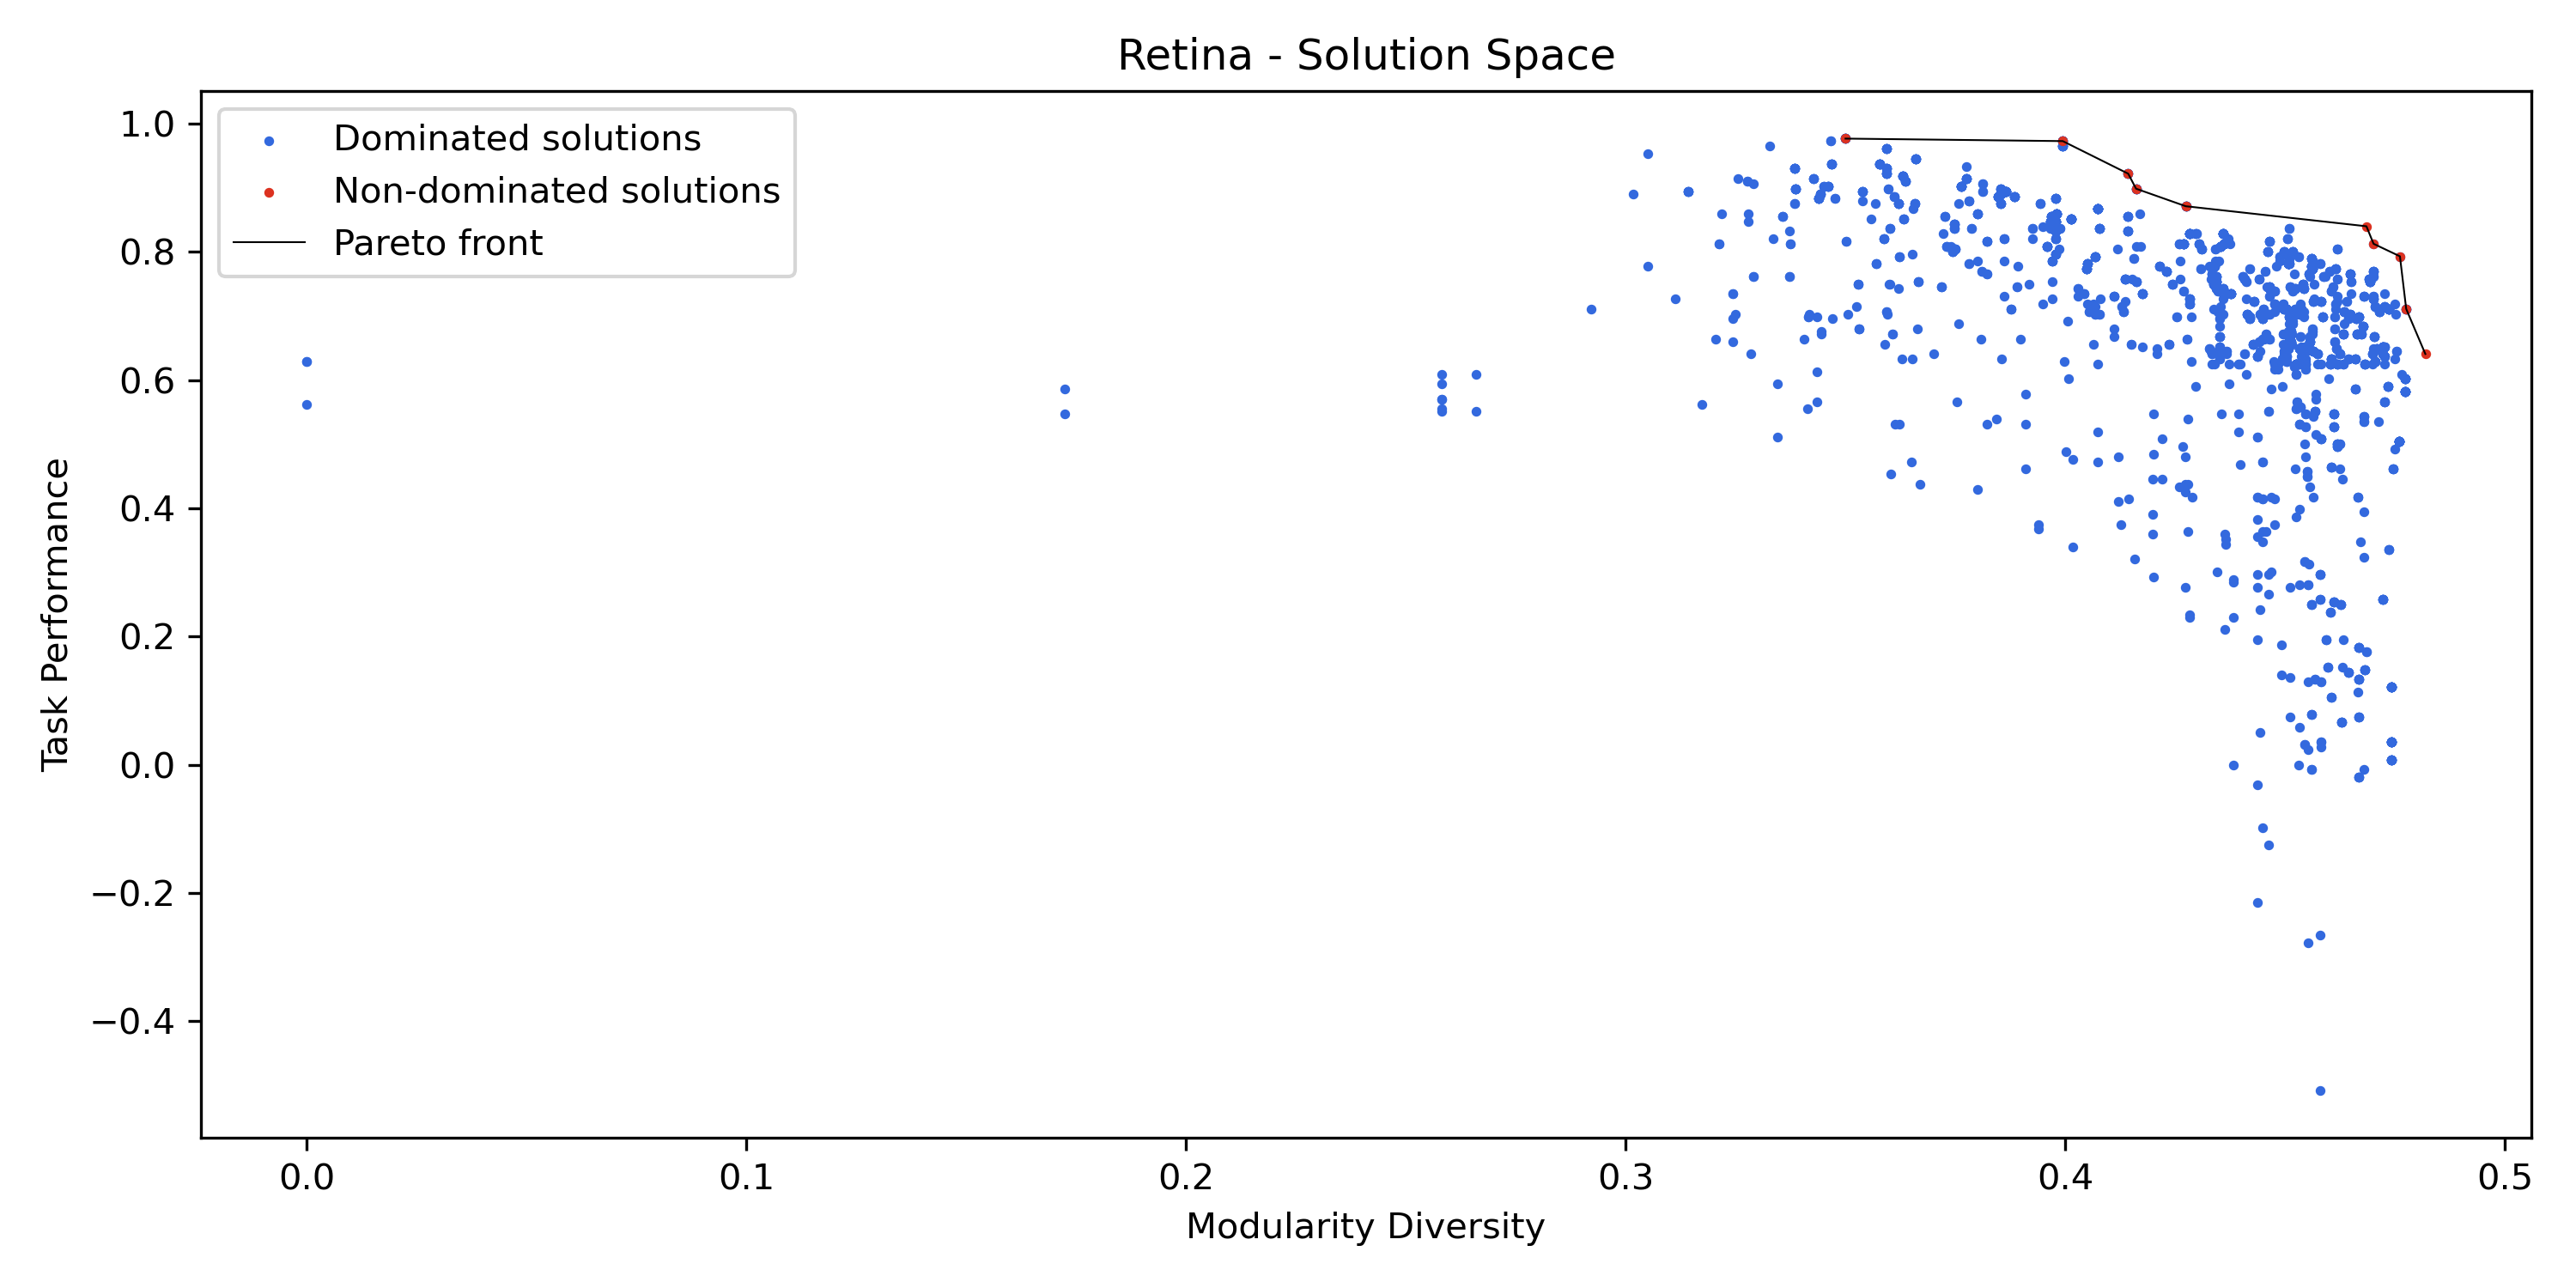 Retina - Solution Space
Dominated solutions
Non-dominated solutions
Pareto front
1.0
0.8
0.6
0.4
0.2
0.0
−0.2
−0.4
Task Performance
0.0 0.1 0.2 0.3 0.4 0.5
Modularity Diversity